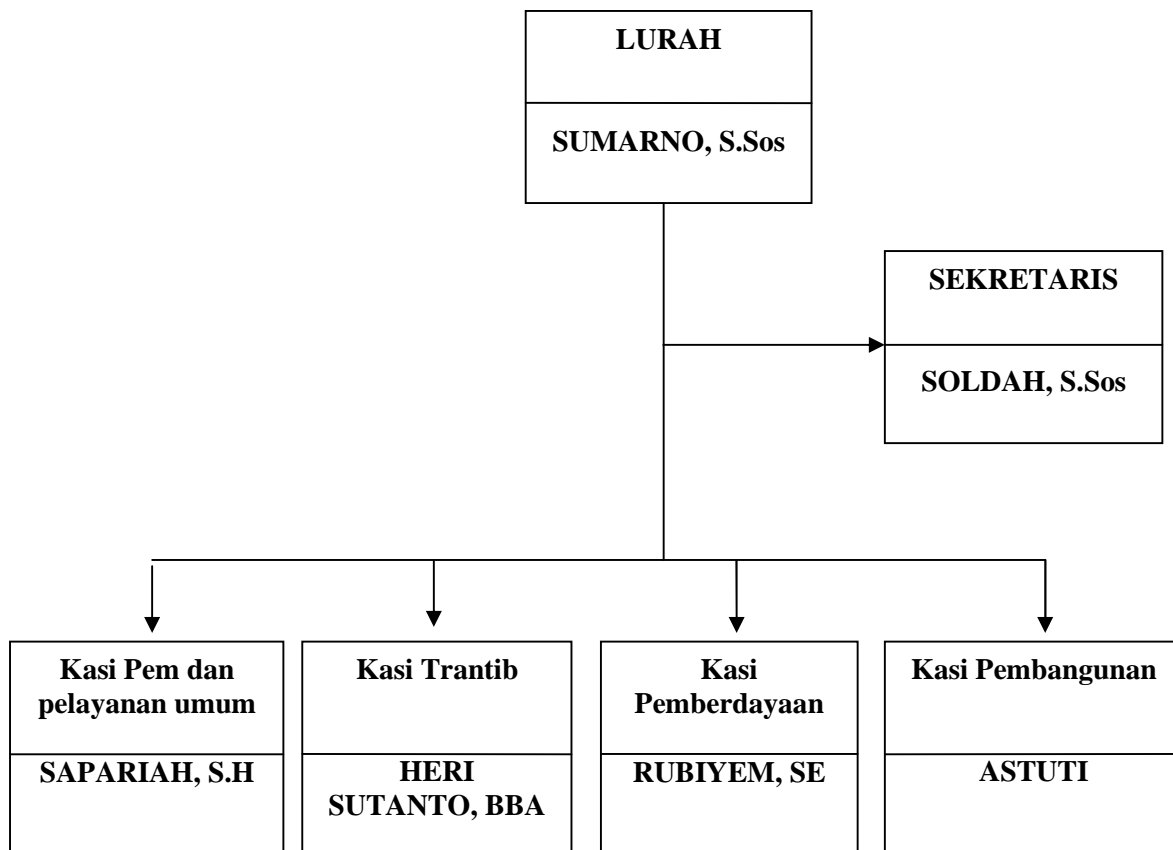 LURAH
SUMARNO, S.Sos
SEKRETARIS
SOLDAH, S.Sos
Kasi Pem dan
pelayanan umum
SAPARIAH, S.H
Kasi Trantib
HERI
SUTANTO, BBA
Kasi
Pemberdayaan
RUBIYEM, SE
Kasi Pembangunan
ASTUTI